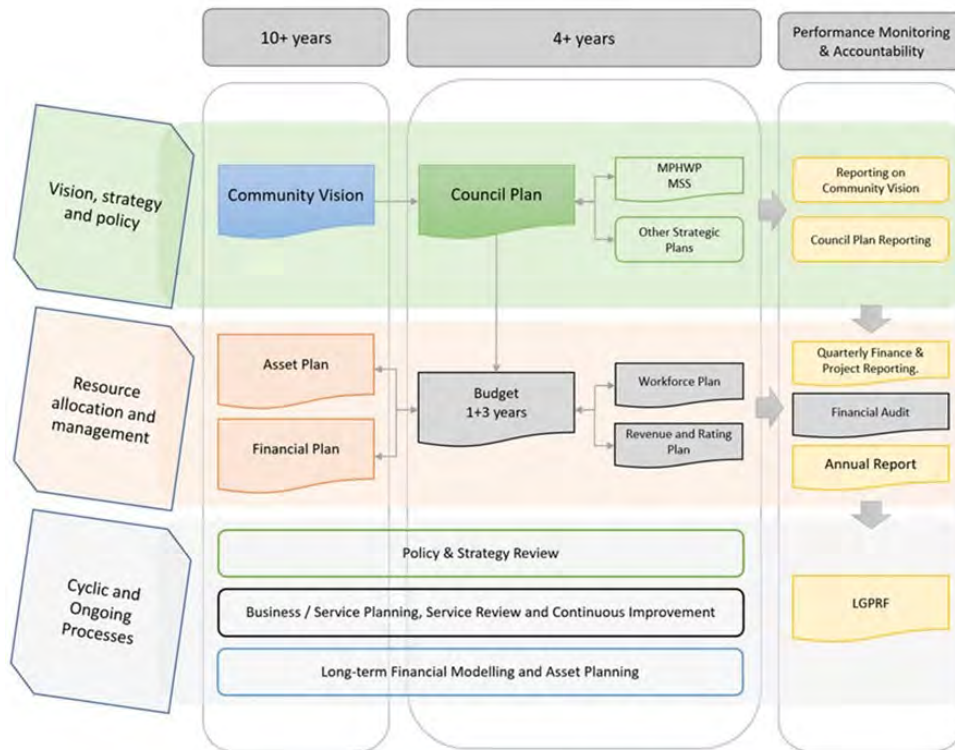 10+ years
4+ years
Performance Monitoring
& Accountability
Vision, strategy
and policy
Community Vision
Council Plan
MPHWP
MSS
Other Strategic
Plans
Reporting on
Community Vision
Council Plan Reporting
Resource
allocation and
management
Asset Plan
Financial Plan
Budget
1+3 years
Workforce Plan
Revenue and Rating
Plan
Quarterly Finance &
Project Reporting.
Financial Audit
Annual Report
Cyclic and
Ongoing
Processes
Policy & Strategy Review
Business / Service Planning, Service Review and Continuous Improvement
Long-term Financial Modelling and Asset Planning
LGPRF